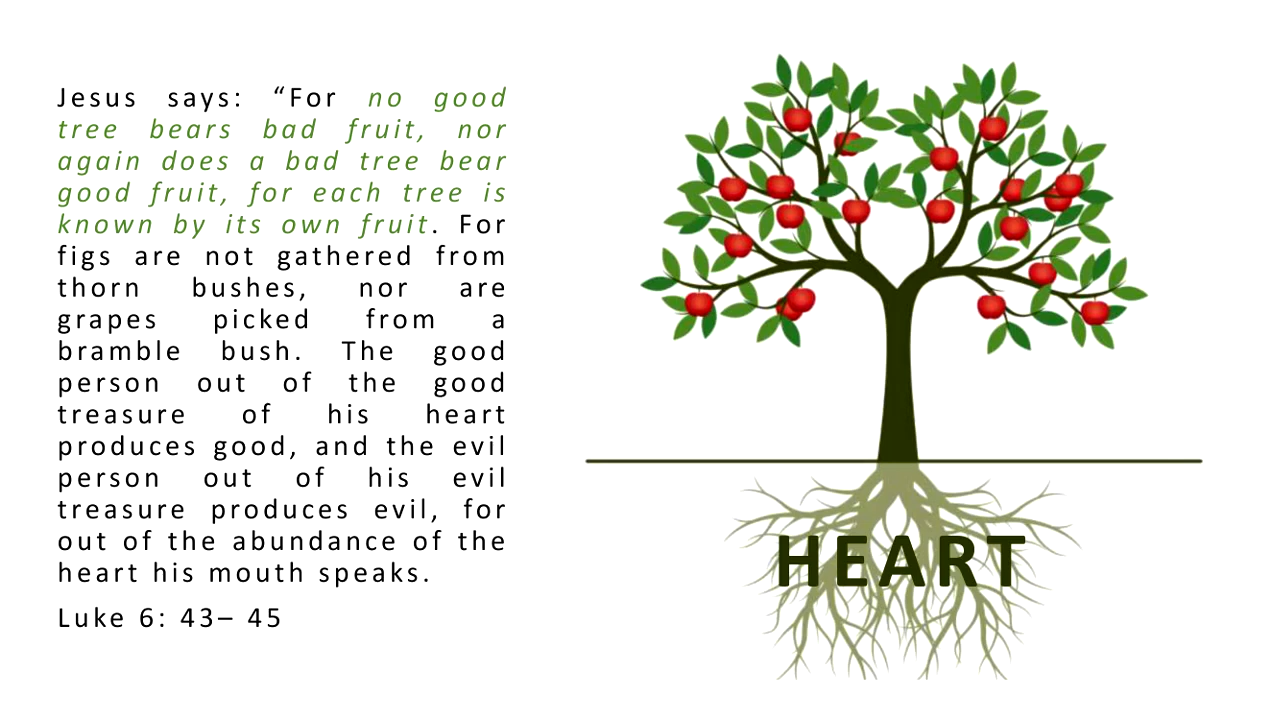 Jesus says: “For no good
tree bears bad fruit, nor
again does a bad tree bear
good fruit, for each tree is
known by its own fruit. For
figs are not gathered from
thorn bushes, nor are
grapes picked from a
bramble bush. The good
person out of the good
treasure of his heart
produces good, and the evil
person out of his evil
treasure produces evil, for
out of the abundance of the
heart his mouth speaks.
Luke 6: 43– 45
HEART